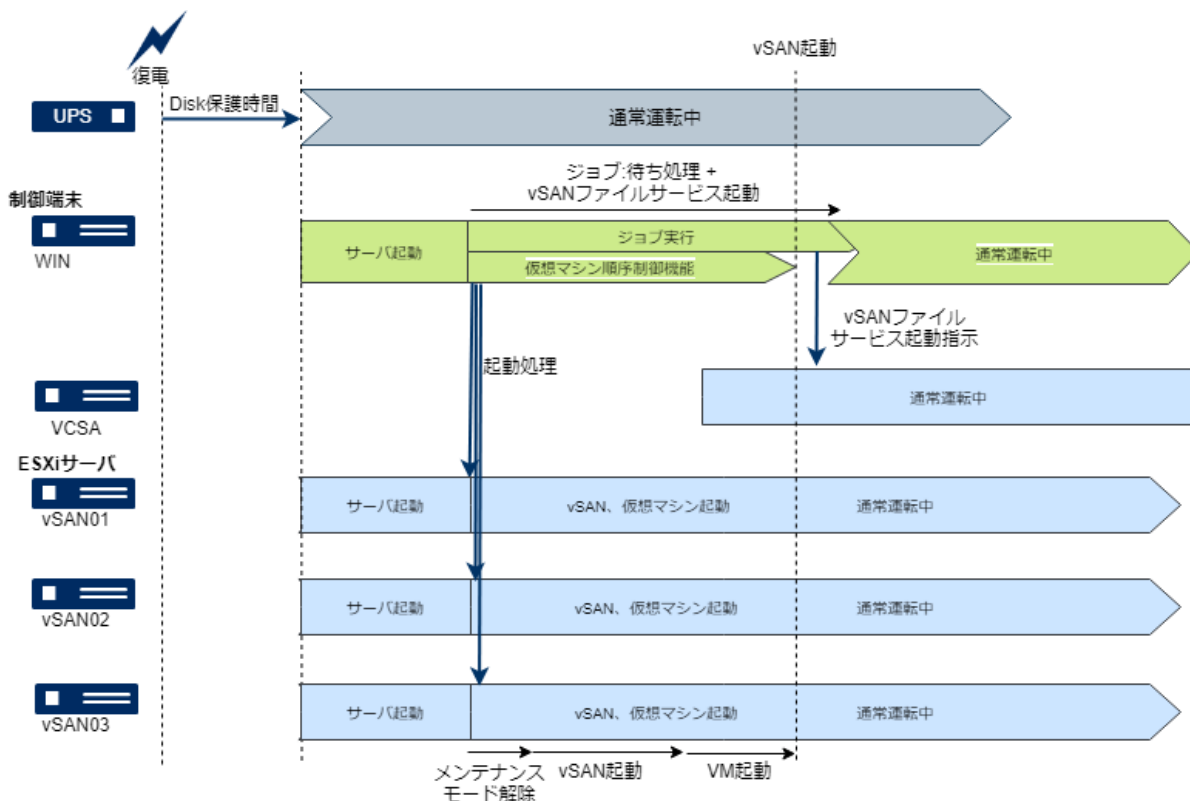 vSAN起動
復電
Disk保護時間
UPS
通常運転中
ジョブ:待ち処理 +
vSANファイルサービス起動
制御端末
WIN
サーバ起動
ジョブ実行
仮想マシン順序制御機能
通常運転中
vSANファイル
サービス起動指示
起動処理
VCSA
通常運転中
ESXiサーバ
vSAN01
サーバ起動
vSAN、仮想マシン起動
通常運転中
vSAN02
サーバ起動
vSAN、仮想マシン起動
通常運転中
vSAN03
サーバ起動
vSAN、仮想マシン起動
通常運転中
メンテナンス
モード解除
vSAN起動
VM起動